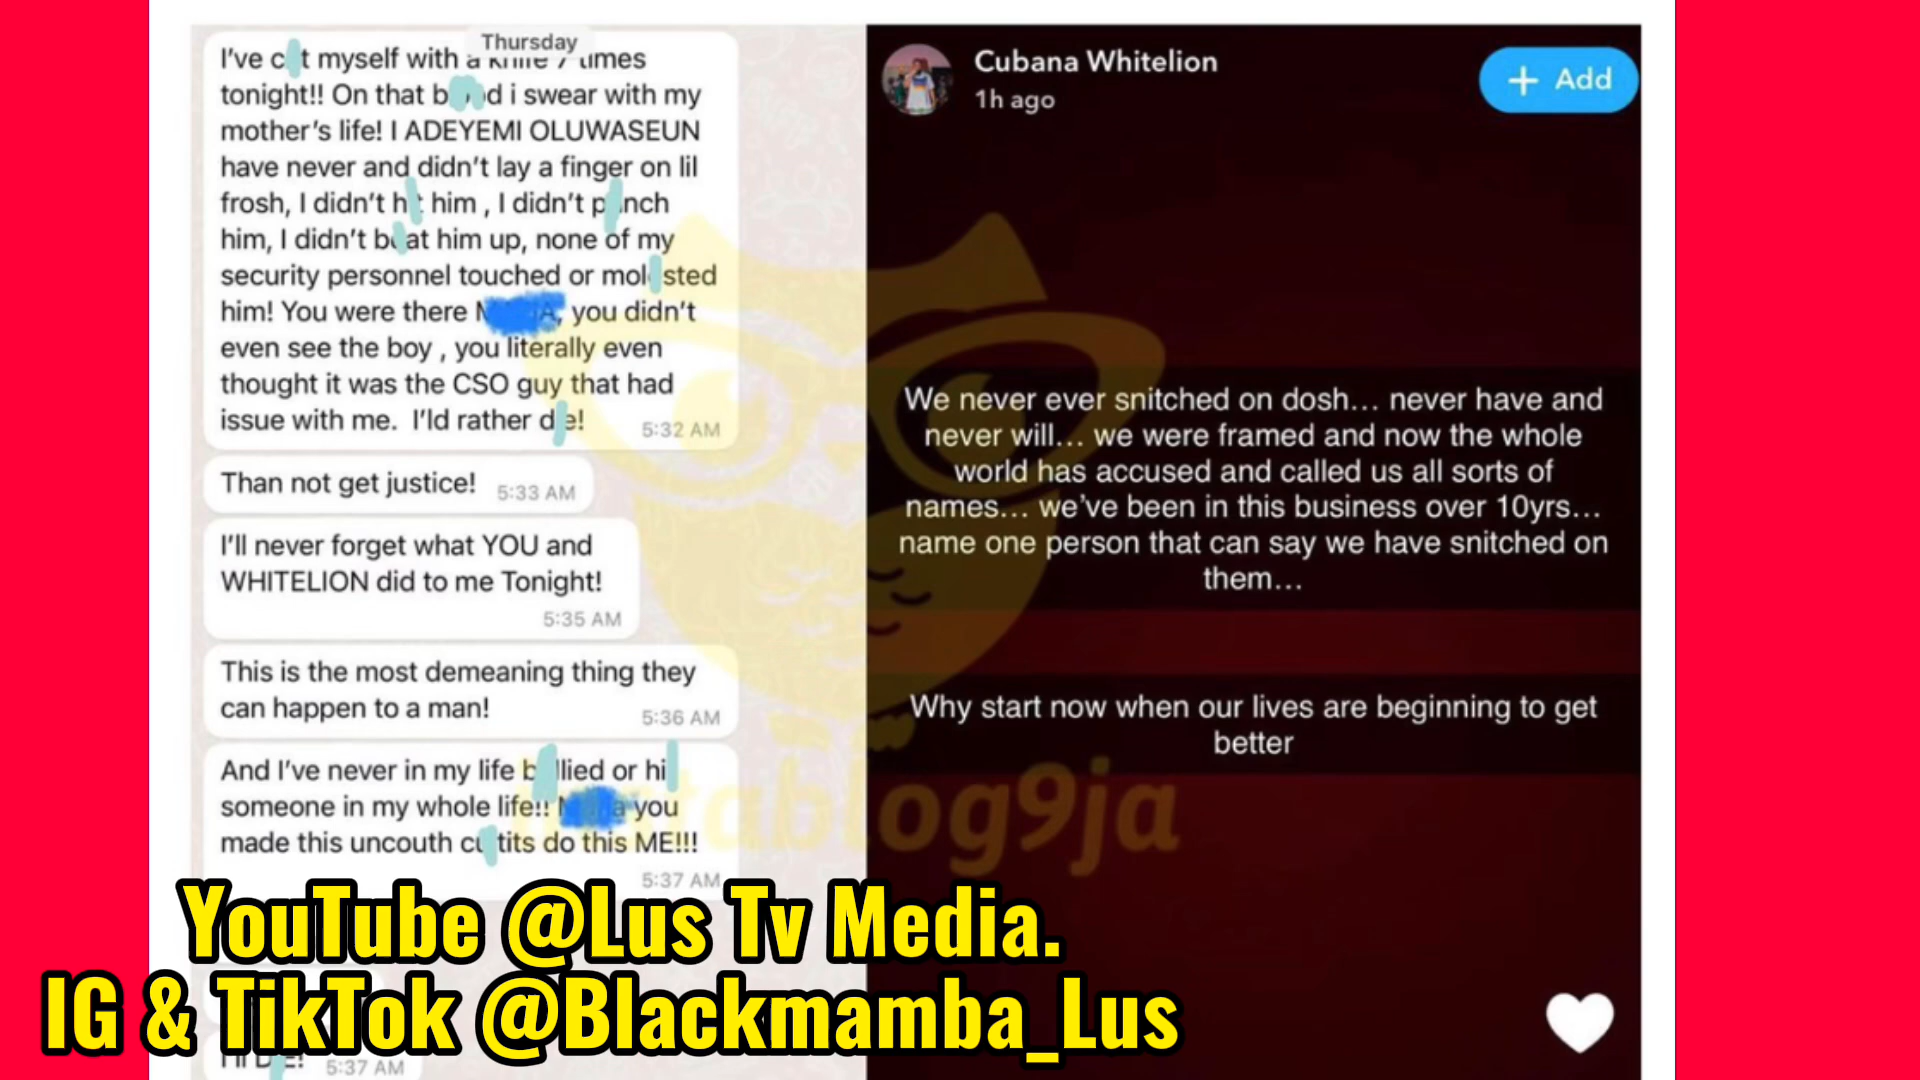 Thursday
I've c t myself with a knife 7 times
tonight!! On that b d i swear with my
mother's life! I ADEYEMI OLUWASEUN
have never and didn't lay a finger on lil
frosh, I didn't h t him , I didn't p nch
him, I didn't b at him up, none of my
security personnel touched or mol sted
him! You were there you didn't
even see the boy , you literally even
thought it was the CSO guy that had
issue with me. I'ld rather d e!
5:32 AM
Than not get justice!
5:33 AM
I'll never forget what YOU and
WHITELION did to me Tonight!
5:35 AM
This is the most demeaning thing they
can happen to a man!
5:36 AM
And I've never in my life b llied or hi
someone in my whole life!! you
made this uncouth c tits do this ME!!!
5:37 AM
5:37 AM
Cubana Whitelion
1h ago
+ Add
We never ever snitched on dosh... never have and
never will... we were framed and now the whole
world has accused and called us all sorts of
names... we've been in this business over 10yrs...
name one person that can say we have snitched on
them...
Why start now when our lives are beginning to get
better
instablog9ja
YouTube @Lus Tv Media.
IG & TikTok @Blackmamba_Lus